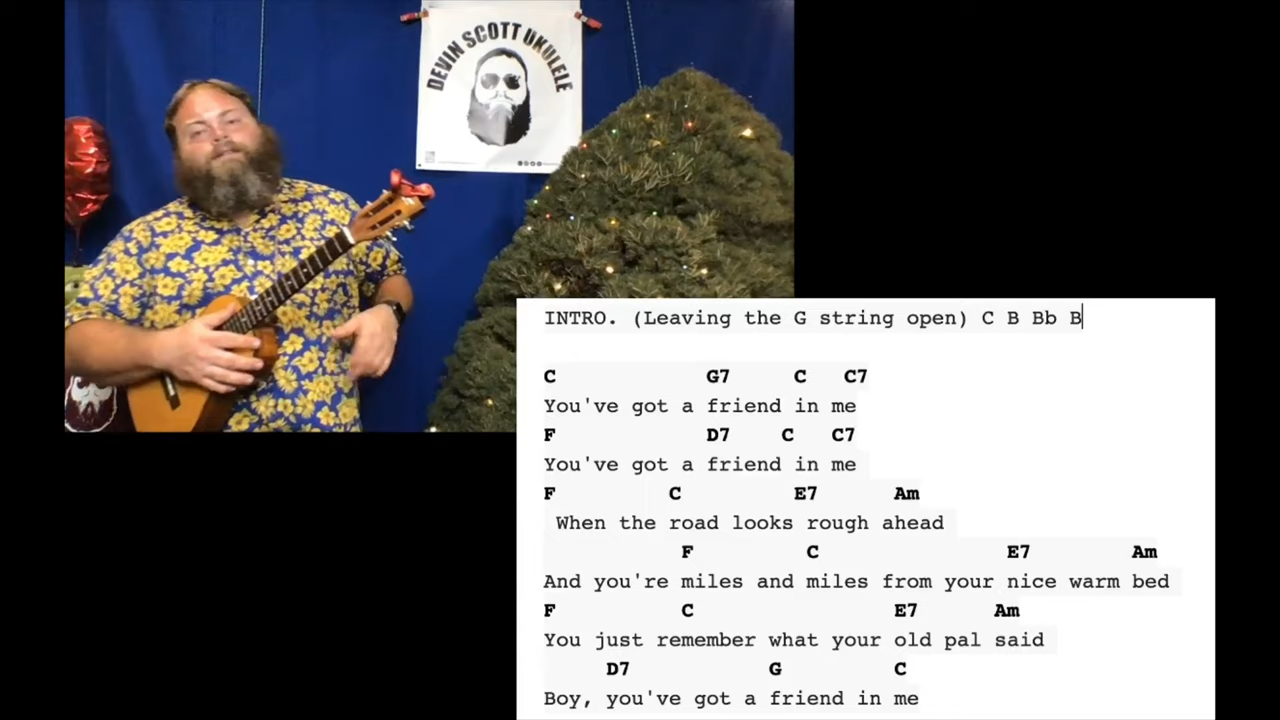 DEVIN SCOTT UKULELE
INTRO. (Leaving the G string open) C B Bb B
C G7 C C7
You've got a friend in me
F D7 C C7
You've got a friend in me
F C E7 Am
When the road looks rough ahead
F C E7 Am
And you're miles and miles from your nice warm bed
F C E7 Am
You just remember what your old pal said
D7 G C
Boy, you've got a friend in me